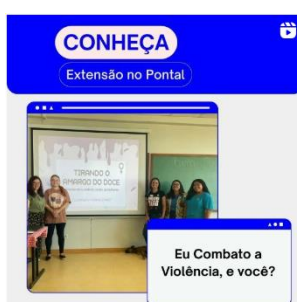 CONHEÇA
Extensão no Pontal
TIRANDO O
AMARGO DO DOCE
Eu Combato a
Violência, e você?